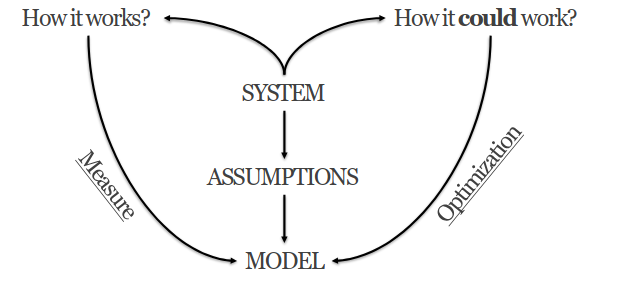 How it works?
How it could work?
SYSTEM
Measure
ASSUMPTIONS
Optimization
MODEL